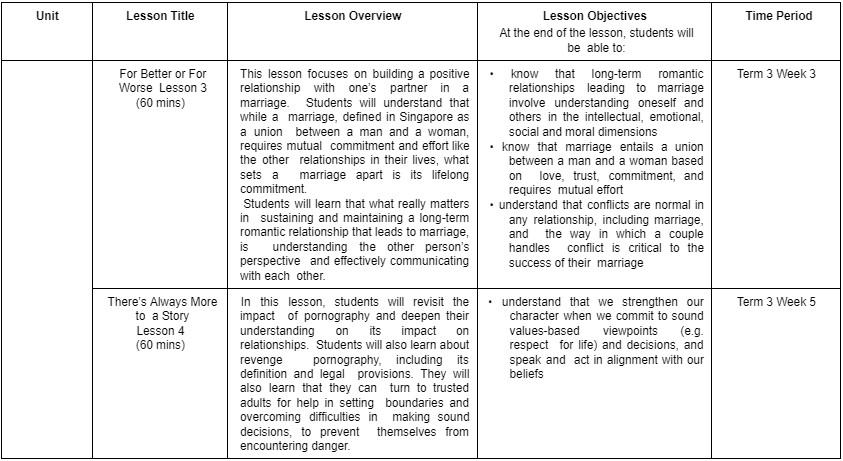 Unit
Lesson Title
Lesson Overview
Lesson Objectives
At the end of the lesson, students will
be able to:
Time Period
For Better or For
Worse Lesson 3
(60 mins)
This lesson focuses on building a positive
relationship with one's partner in a
marriage. Students will understand that
while a marriage, defined in Singapore as
a union between a man and a woman,
requires mutual commitment and effort like
the other relationships in their lives, what
sets a marriage apart is its lifelong
commitment.
Students will learn that what really matters
in sustaining and maintaining a long-term
romantic relationship that leads to marriage,
is understanding the other person's
perspective and effectively communicating
with each other.
• know that long-term romantic
relationships leading to marriage
involve understanding oneself and
others in the intellectual, emotional,
social and moral dimensions
• know that marriage entails a union
between a man and a woman based
on love, trust, commitment, and
requires mutual effort
• understand that conflicts are normal in
any relationship, including marriage,
and the way in which a couple
handles conflict is critical to the
success of their marriage
Term 3 Week 3
There's Always More
to a Story
Lesson 4
(60 mins)
In this lesson, students will revisit the
impact of pornography and deepen their
understanding on its impact on
relationships. Students will also learn about
revenge pornography, including its
definition and legal provisions. They will
also learn that they can turn to trusted
adults for help in setting boundaries and
overcoming difficulties in making sound
decisions, to prevent themselves from
encountering danger.
• understand that we strengthen our
character when we commit to sound
values-based viewpoints (e.g.
respect for life) and decisions, and
speak and act in alignment with our
beliefs
Term 3 Week 5